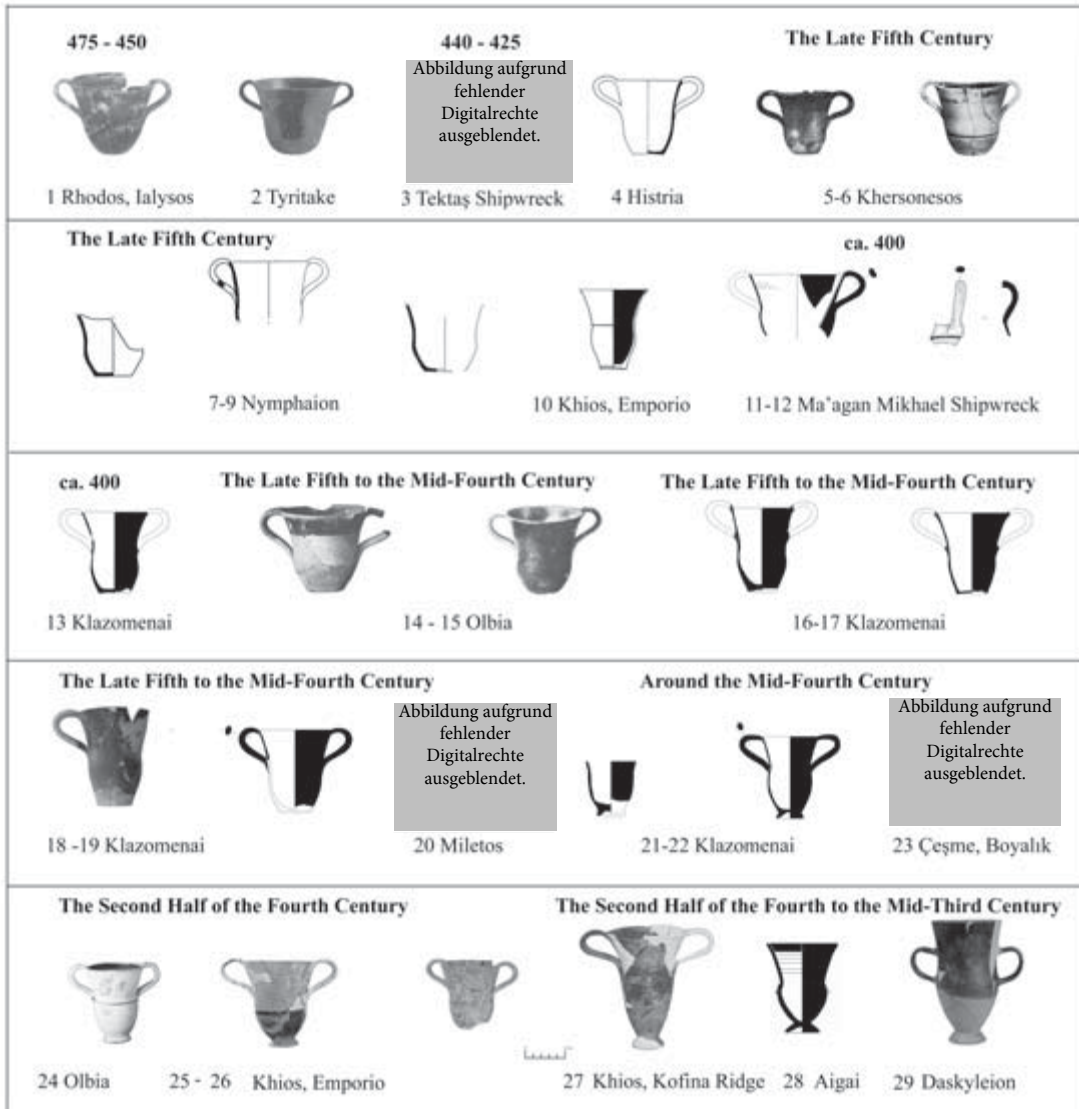 475 - 450
440 - 425
The Late Fifth Century
Abbildung aufgrund
fehlender
Digitalrechte
ausgeblendet.
1 Rhodos, Ialysos
2 Tyritake
3 Tektaş Shipwreck
4 Histria
5-6 Khersonesos
The Late Fifth Century
ca. 400
7-9 Nymphaion
10 Khios, Emporio
11-12 Ma'agan Mikhael Shipwreck
ca. 400
The Late Fifth to the Mid-Fourth Century
The Late Fifth to the Mid-Fourth Century
13 Klazomenai
14 - 15 Olbia
16-17 Klazomenai
The Late Fifth to the Mid-Fourth Century
Around the Mid-Fourth Century
Abbildung aufgrund
fehlender
Digitalrechte
ausgeblendet.
Abbildung aufgrund
fehlender
Digitalrechte
ausgeblendet.
18 -19 Klazomenai
20 Miletos
21-22 Klazomenai
23 Çeşme, Boyalık
The Second Half of the Fourth Century
The Second Half of the Fourth to the Mid-Third Century
24 Olbia
25 - 26 Khios, Emporio
27 Khios, Kofina Ridge
28 Aigai
29 Daskyleion